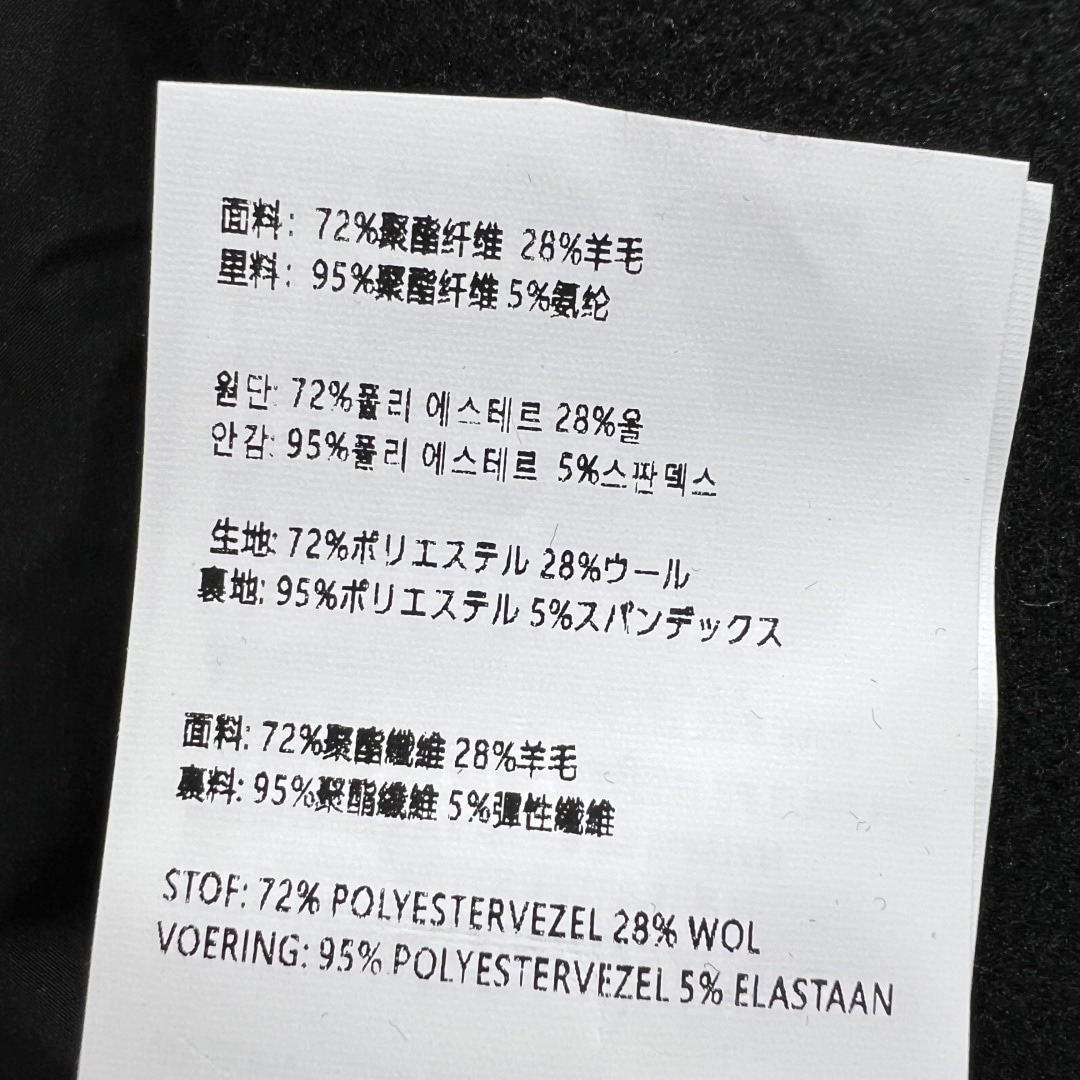 面料: 72%聚酯纤维 28%羊毛
里料: 95%聚酯纤维 5%氨纶
원단: 72%폴리 에스테르 28%울
안감: 95%폴리 에스테르 5%스판덱스
生地: 72%ポリエステル 28%ウール
裏地: 95%ポリエステル 5%スパンデックス
面料: 72%聚酯纖維 28%羊毛
裏料: 95%聚酯纖維 5%彈性纖維
STOF: 72% POLYESTERVEZEL 28% WOL
VOERING: 95% POLYESTERVEZEL 5% ELASTAAN